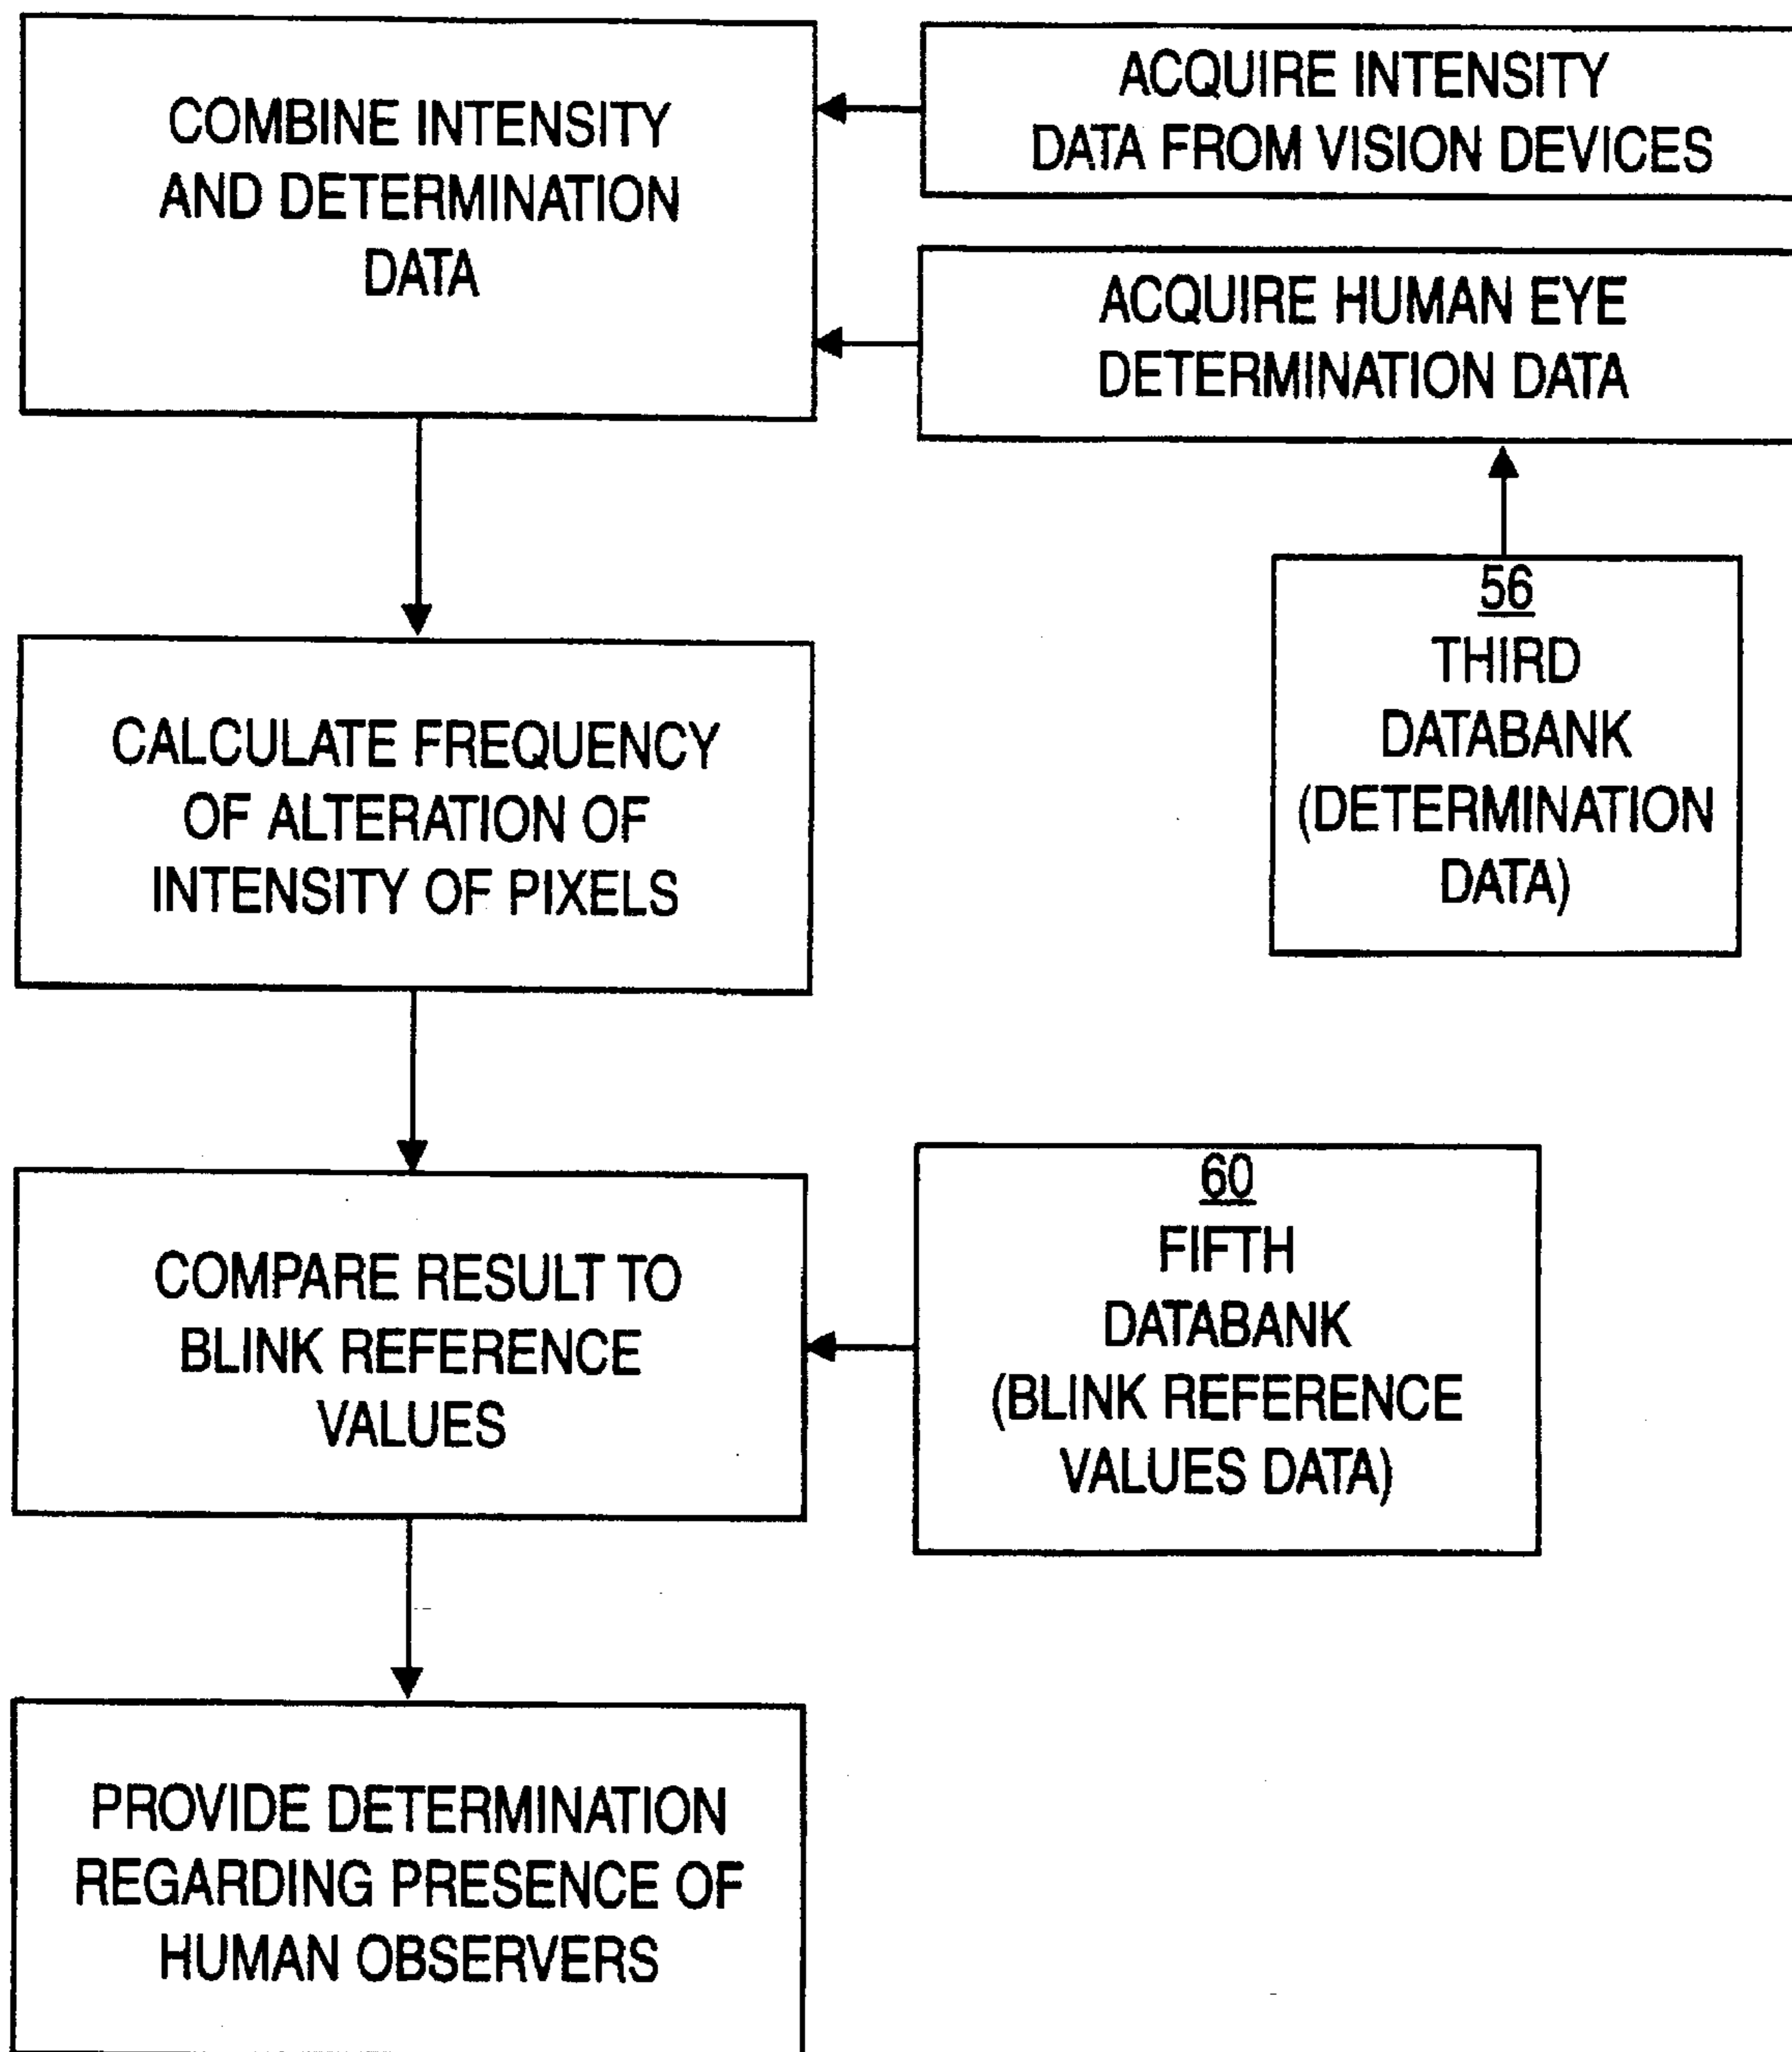 COMBINE INTENSITY
AND DETERMINATION
DATA
ACQUIRE INTENSITY
DATA FROM VISION DEVICES
ACQUIRE HUMAN EYE
DETERMINATION DATA
56
THIRD
DATABANK
(DETERMINATION
DATA)
CALCULATE FREQUENCY
OF ALTERATION OF
INTENSITY OF PIXELS
COMPARE RESULT TO
BLINK REFERENCE
VALUES
60
FIFTH
DATABANK
(BLINK REFERENCE
VALUES DATA)
PROVIDE DETERMINATION
REGARDING PRESENCE OF
HUMAN OBSERVERS